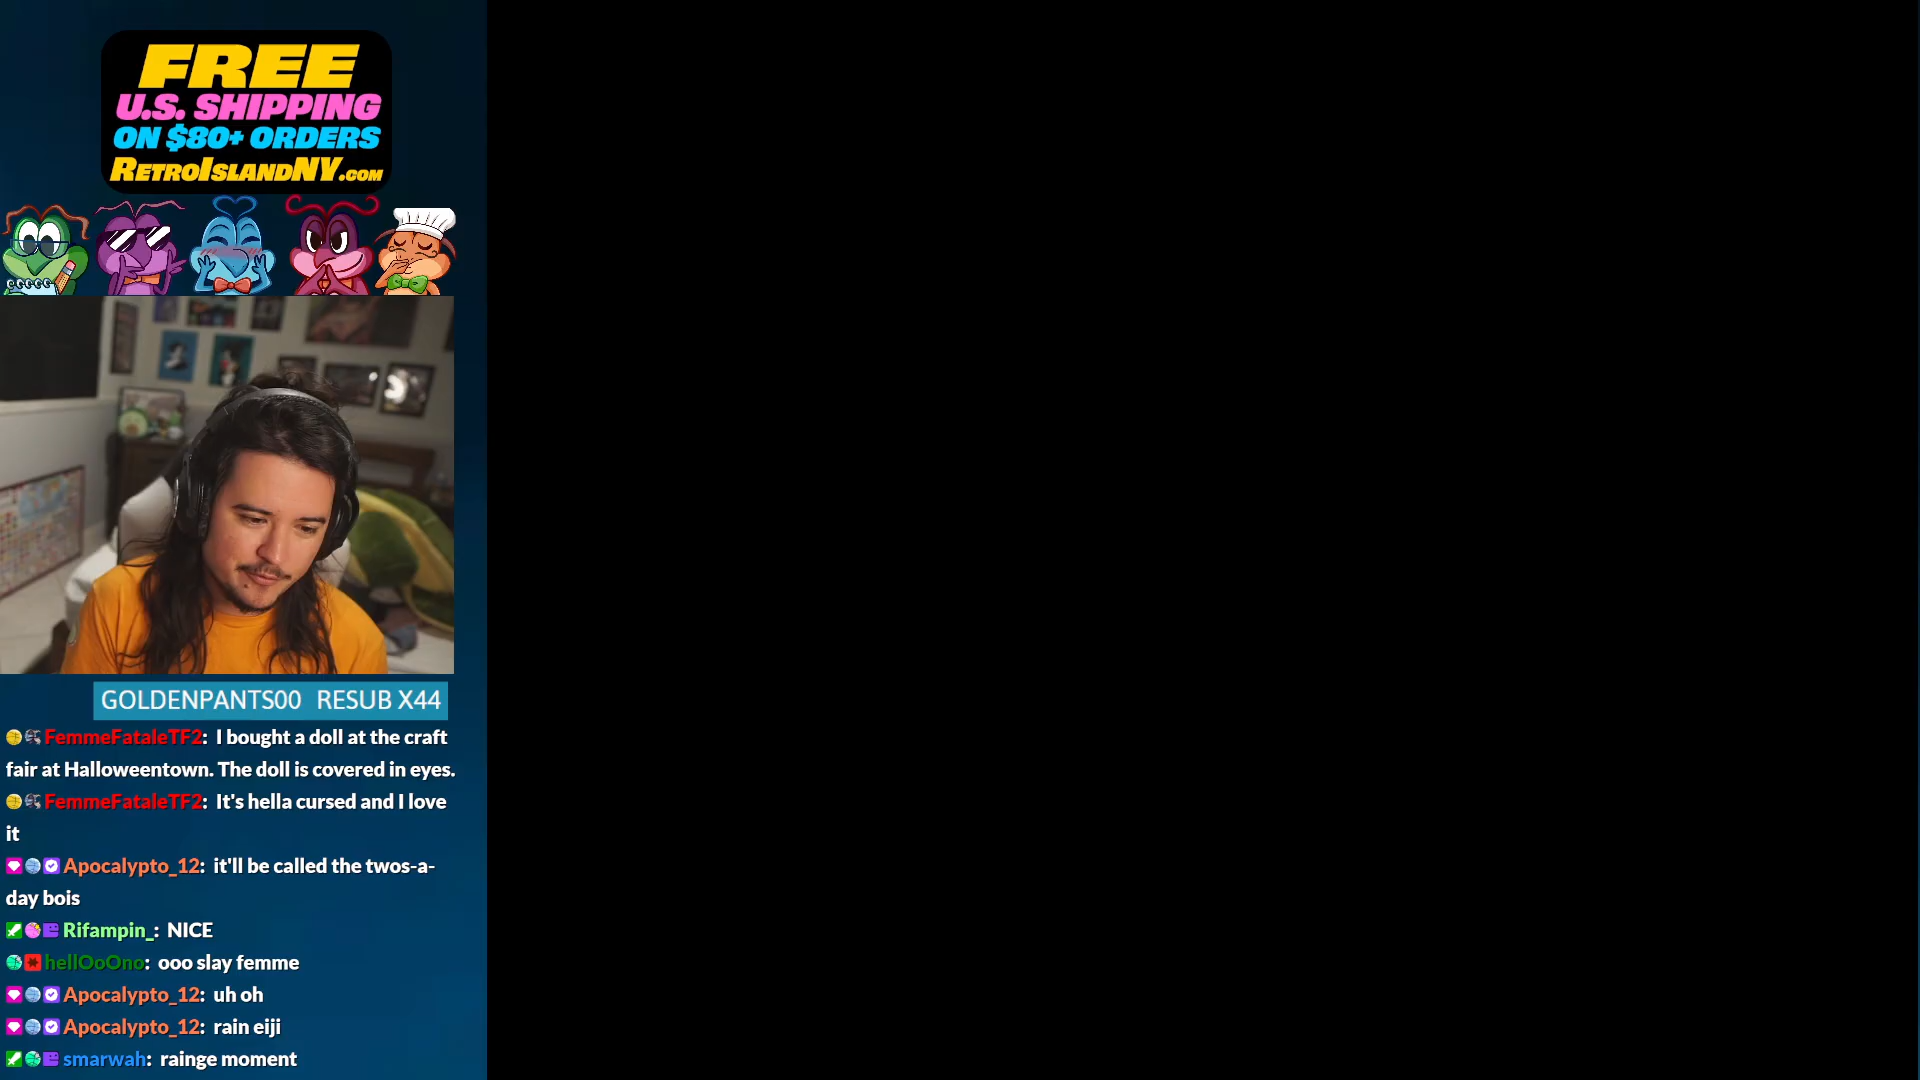 FREE
U.S. SHIPPING
ON $80+ ORDERS
RETROISLANDNY.COM
GOLDENPANTS00 RESUB X44
FemmeFataleTF2: I bought a doll at the craft
fair at Halloweentown. The doll is covered in eyes.
FemmeFataleTF2: It's hella cursed and I love
it
Apocalypto_12: it'll be called the twos-a-
day bois
Rifampin_: NICE
hellOoOno: ooo slay femme
Apocalypto_12: uh oh
Apocalypto_12: rain eiji
smarwah: rainge moment